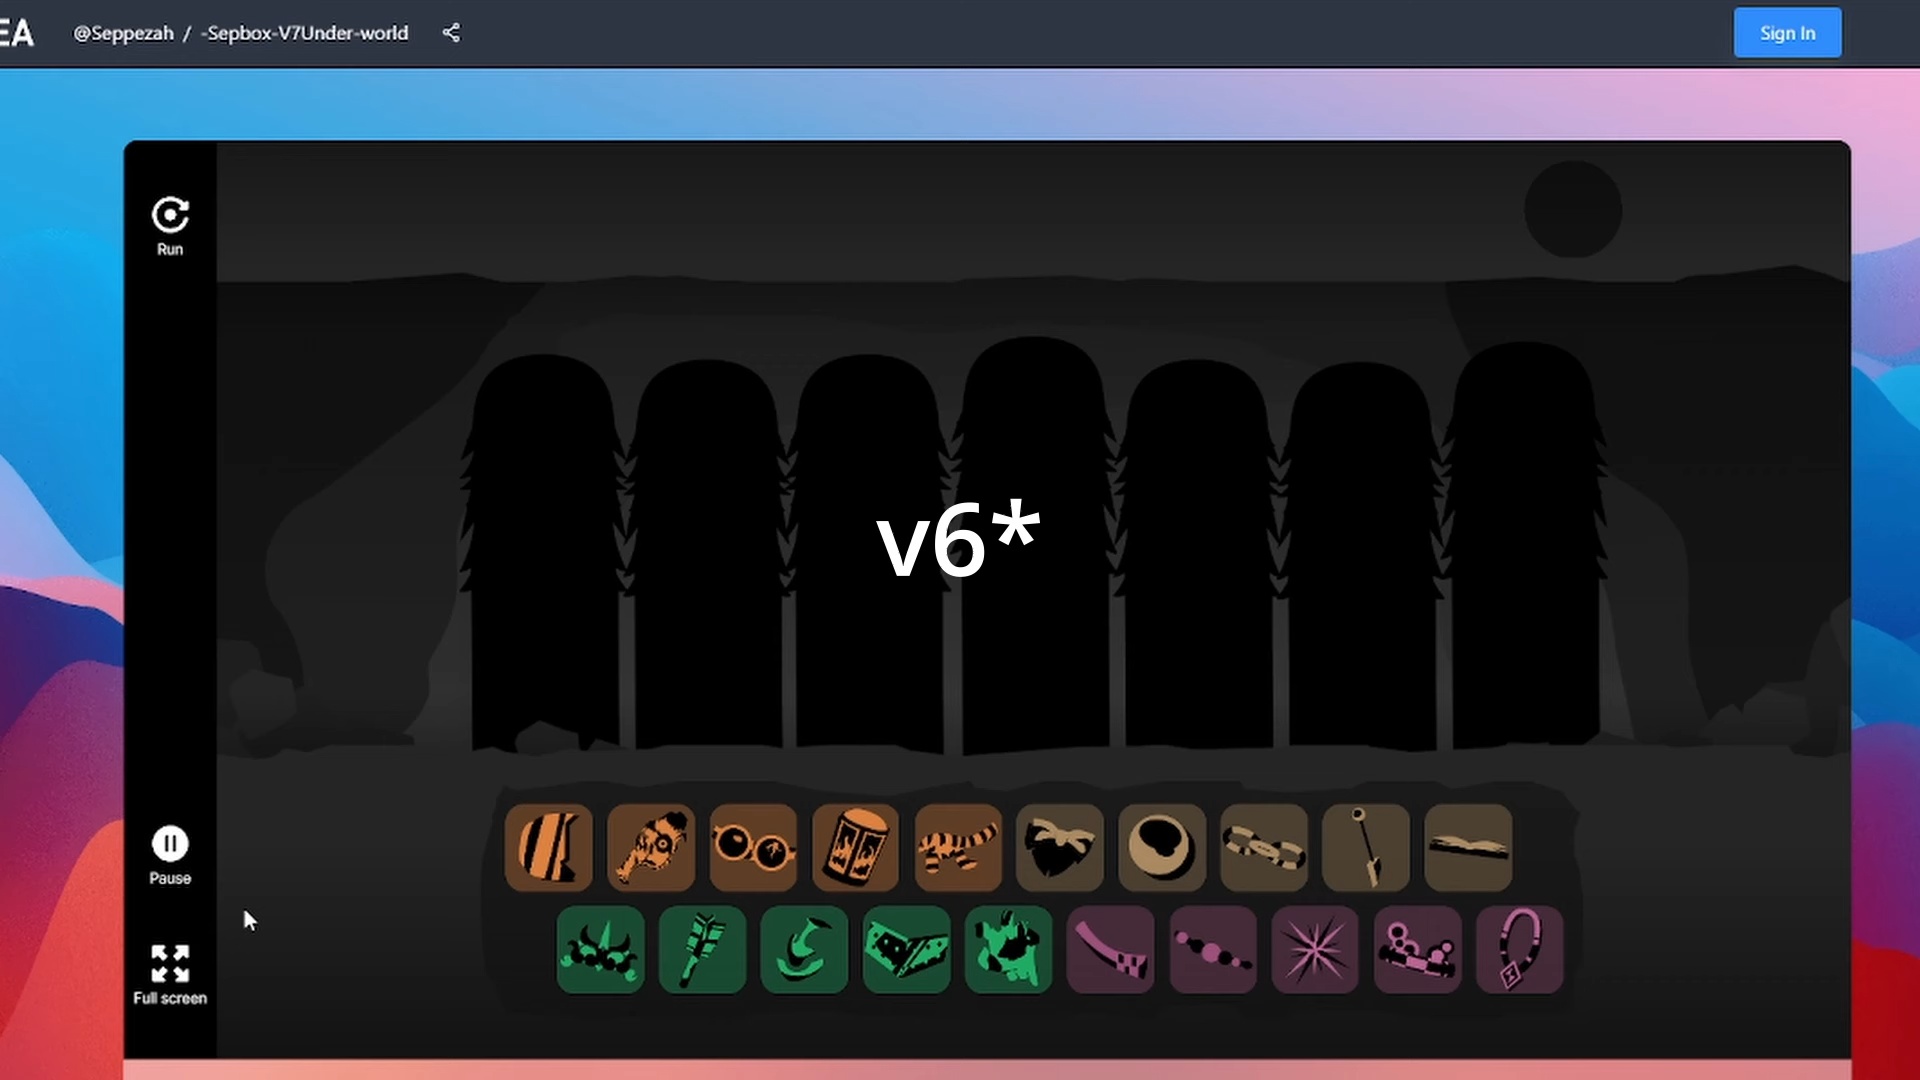 EA @Seppezah / -Sepbox-V7Under-world
Sign In
Run
v6*
Pause
Full screen